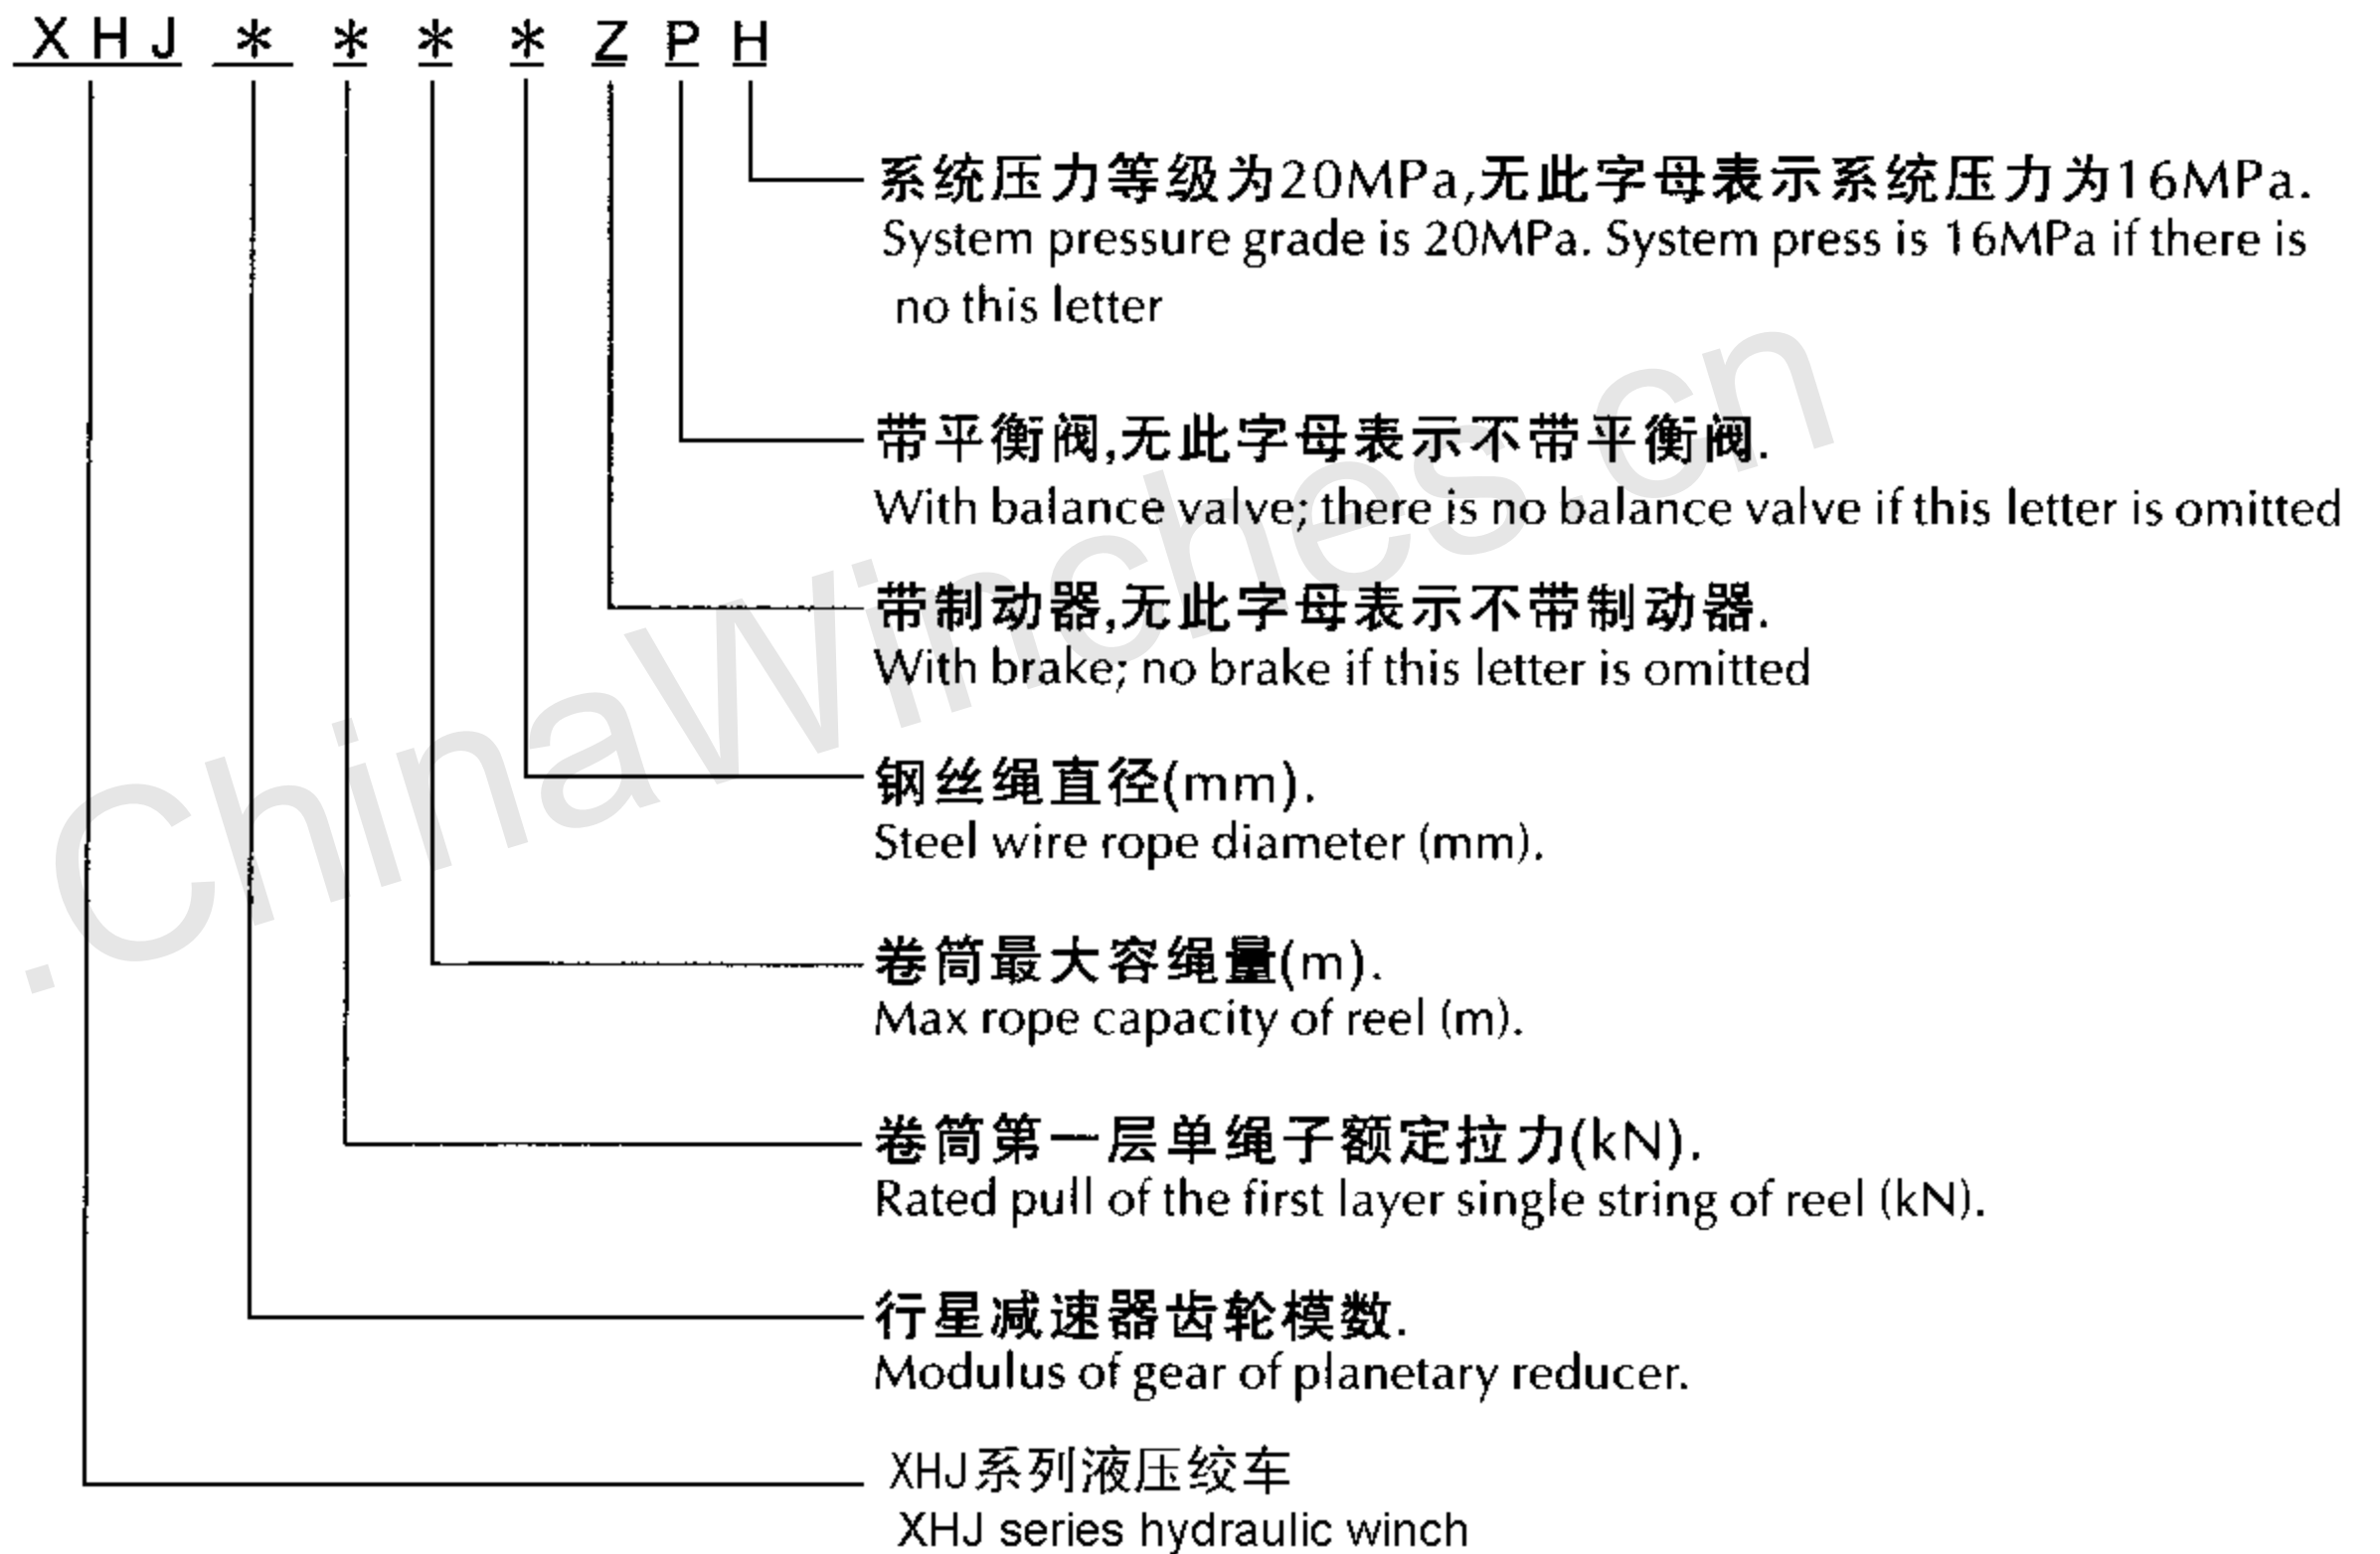 XHJ * * * * Z P H
系统压力等级为20MPa,无此字母表示系统压力为16MPa.
System pressure grade is 20MPa. System press is 16MPa if there is
no this letter
带平衡阀,无此字母表示不带平衡阀.
With balance valve; there is no balance valve if this letter is omitted
带制动器,无此字母表示不带制动器.
With brake; no brake if this letter is omitted
钢丝绳直径(mm).
Steel wire rope diameter (mm).
卷筒最大容绳量(m).
Max rope capacity of reel (m).
卷筒第一层单绳子额定拉力(kN).
Rated pull of the first layer single string of reel (kN).
行星减速器齿轮模数.
Modulus of gear of planetary reducer.
XHJ系列液压绞车
XHJ series hydraulic winch
.ChinaWinches.cn